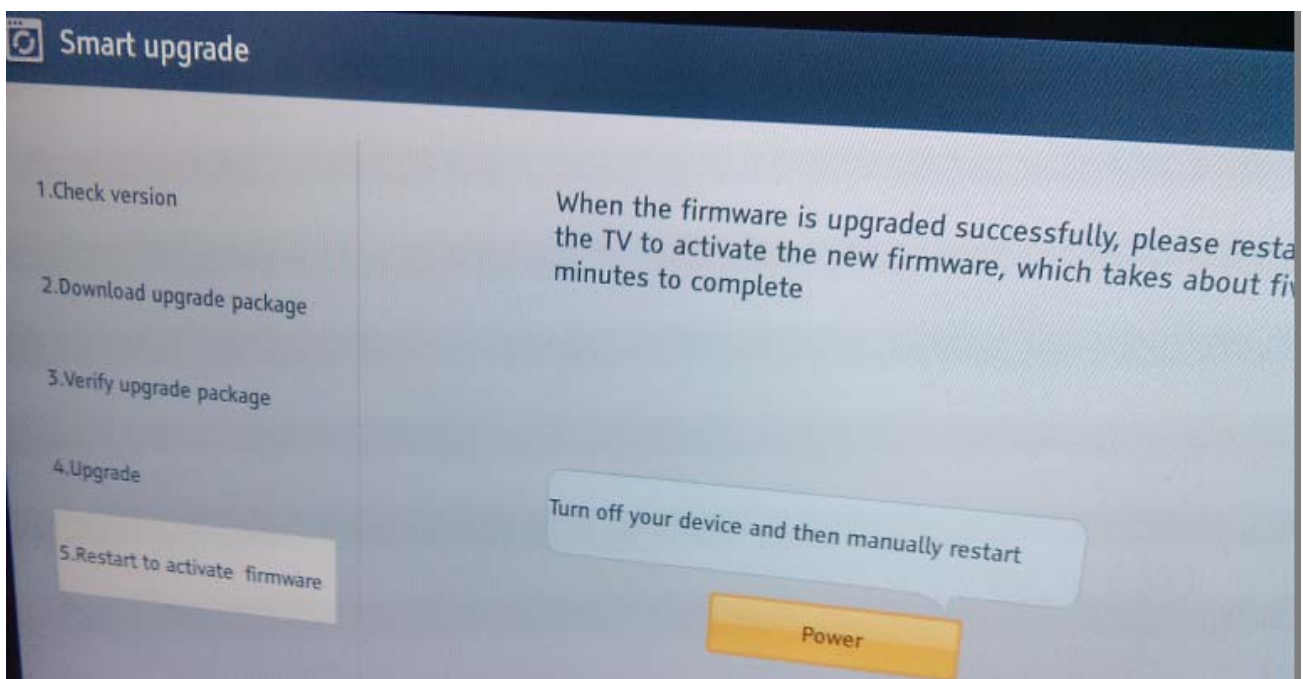 Smart upgrade
1.Check version
2.Download upgrade package
3.Verify upgrade package
4.Upgrade
5.Restart to activate firmware
When the firmware is upgraded successfully, please resta
the TV to activate the new firmware, which takes about fi
minutes to complete
Turn off your device and then manually restart
Power